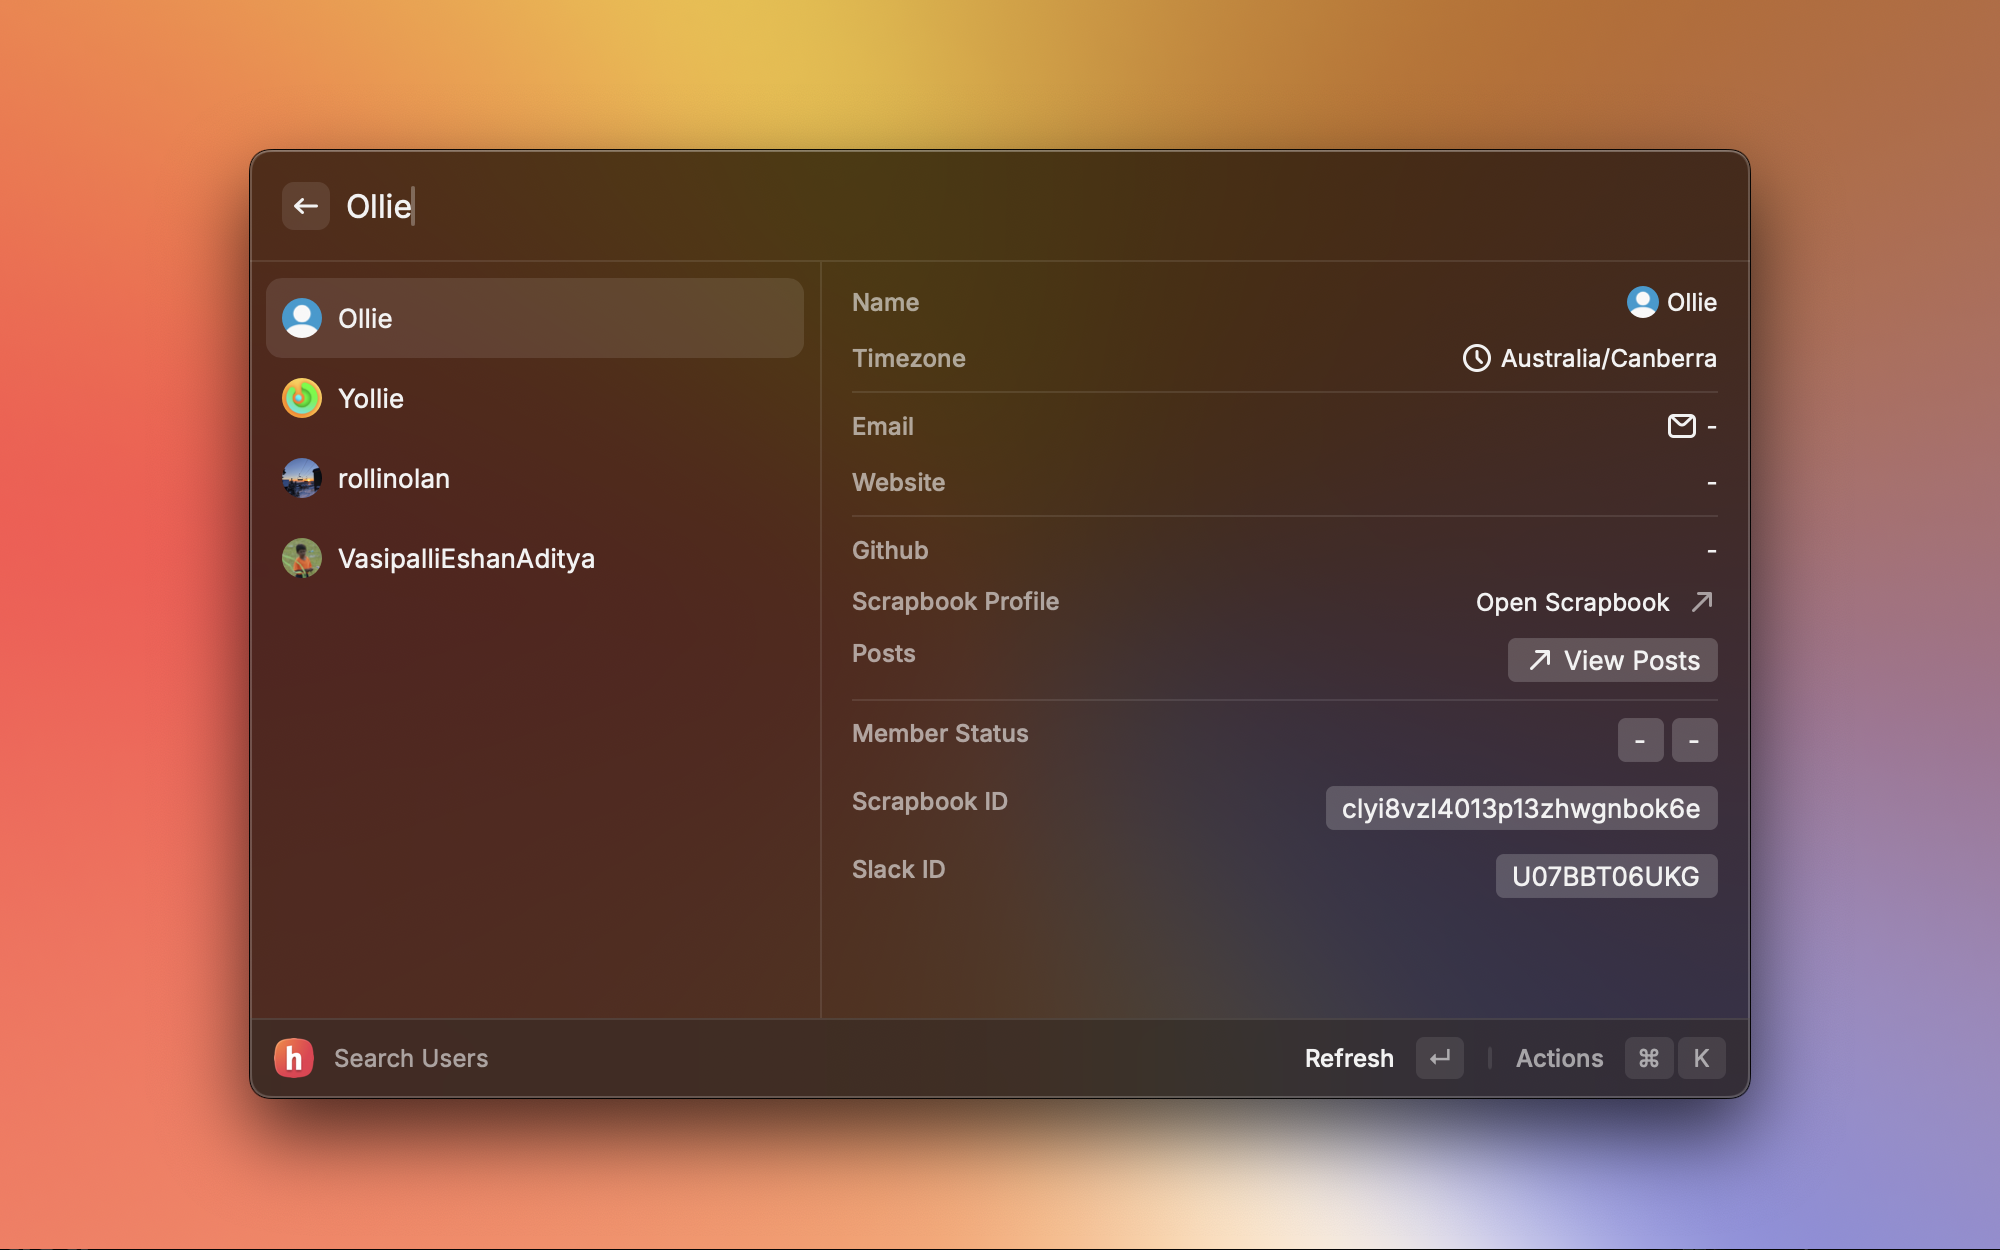 Ollie
Ollie
Yollie
rollinolan
VasipalliEshanAditya
Name Ollie
Timezone Australia/Canberra
Email -
Website -
Github -
Scrapbook Profile Open Scrapbook
Posts View Posts
Member Status - -
Scrapbook ID clyi8vzl4013p13zhwgnbok6e
Slack ID U07BBT06UKG
h Search Users Refresh ↵ Actions ⌘ K